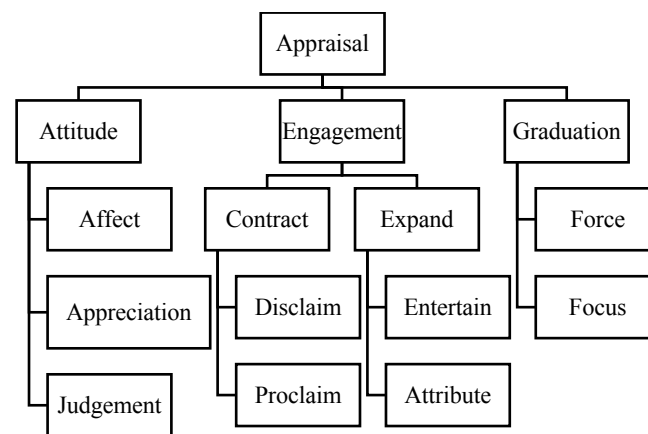 Appraisal
Attitude
Engagement
Graduation
Affect
Contract
Expand
Force
Appreciation
Disclaim
Entertain
Focus
Judgement
Proclaim
Attribute